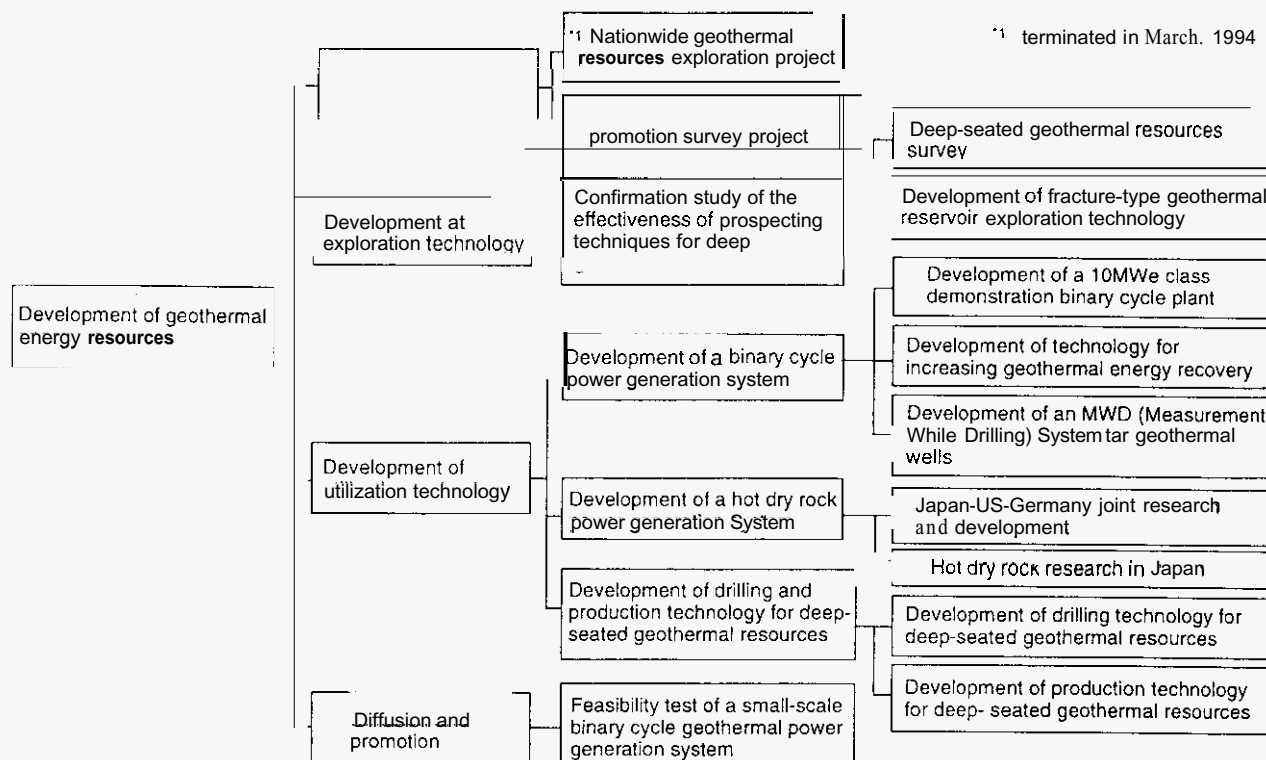 *1 Nationwide geothermal
resources exploration project
*1 terminated in March. 1994
promotion survey project
Deep-seated geothermal resources
survey
Development at
exploration technology
Confirmation study of the
effectiveness of prospecting
techniques for deep
Development of fracture-type geothermal
reservoir exploration technology
Development of geothermal
energy resources
Development of a binary cycle
power generation system
Development of a 10MWe class
demonstration binary cycle plant
Development of technology for
increasing geothermal energy recovery
Development of an MWD (Measurement
While Drilling) System tar geothermal
wells
Development of
utilization technology
Development of a hot dry rock
power generation System
Japan-US-Germany joint research
and development
Hot dry rock research in Japan
Development of drilling and
production technology for deep-
seated geothermal resources
Development of drilling technology for
deep-seated geothermal resources
Development of production technology
for deep- seated geothermal resources
Diffusion and
promotion
Feasibility test of a small-scale
binary cycle geothermal power
generation system